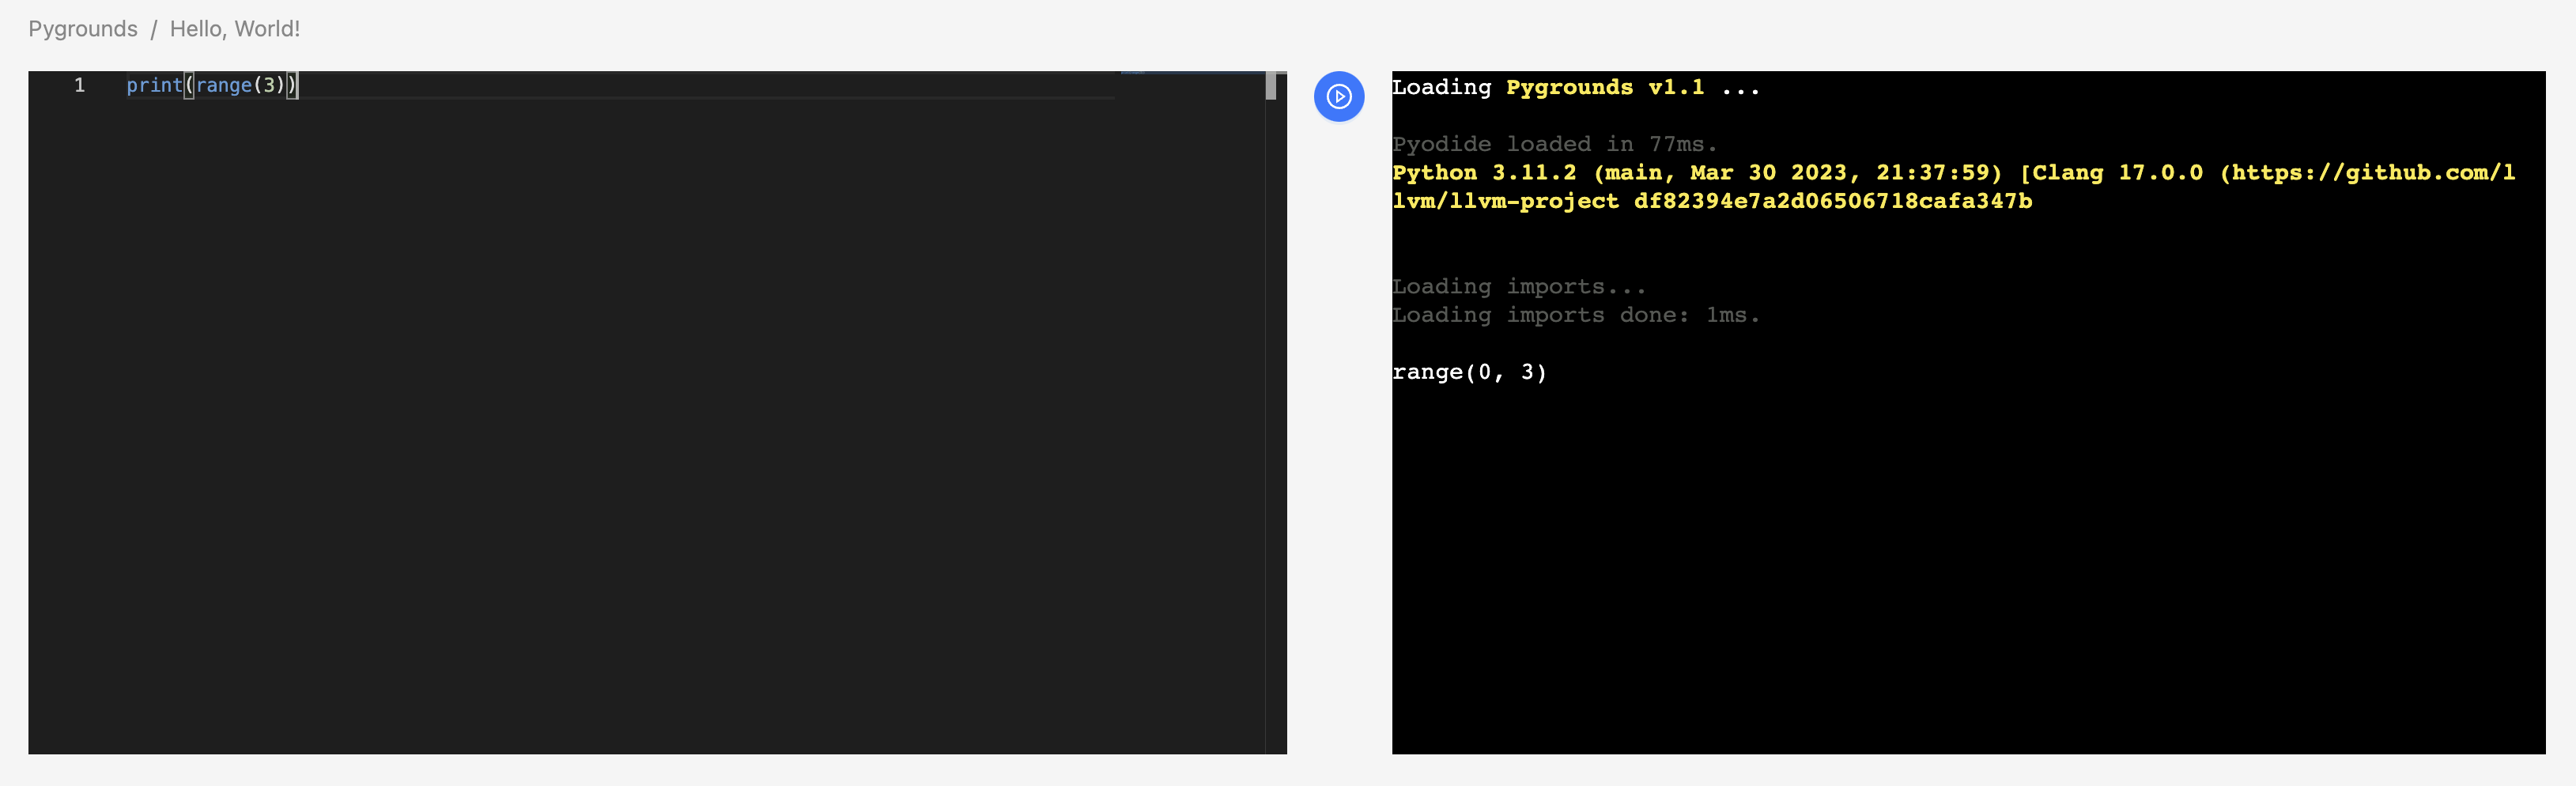 Pygrounds / Hello, World!
1 print(range(3))
Loading Pygrounds v1.1 ...
Pyodide loaded in 77ms.
Python 3.11.2 (main, Mar 30 2023, 21:37:59) [Clang 17.0.0 (https://github.com/l
lvm/llvm-project df82394e7a2d06506718cafa347b
Loading imports...
Loading imports done: 1ms.
range(0, 3)